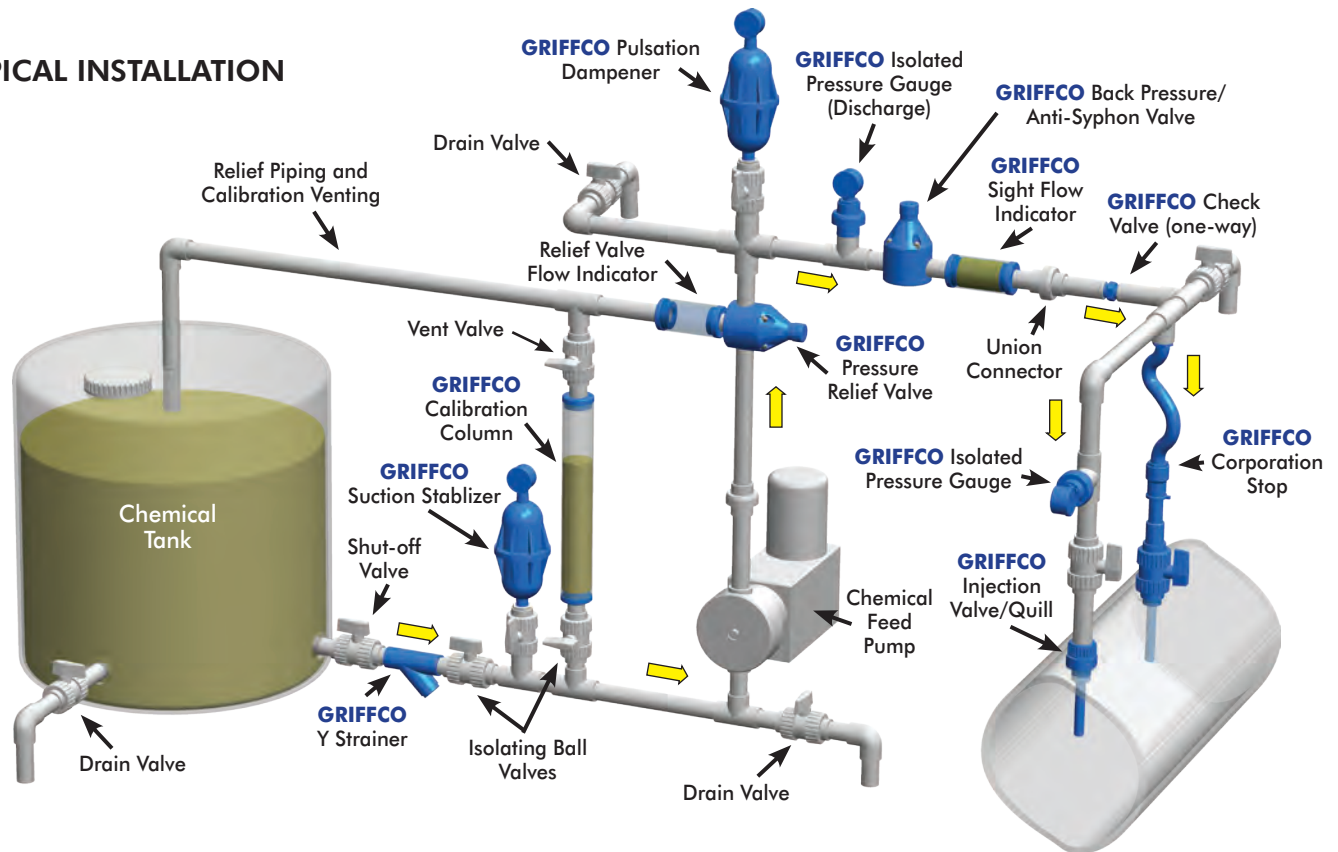 PICAL INSTALLATION
GRIFFCO Pulsation
Dampener
GRIFFCO Isolated
Pressure Gauge
(Discharge)
GRIFFCO Back Pressure/
Anti-Syphon Valve
Drain Valve
Relief Piping and
Calibration Venting
GRIFFCO
Sight Flow
Indicator
GRIFFCO Check
Valve (one-way)
Relief Valve
Flow Indicator
Vent Valve
GRIFFCO
Pressure
Relief Valve
Union
Connector
GRIFFCO
Calibration
Column
GRIFFCO
Suction Stablizer
GRIFFCO Isolated
Pressure Gauge
GRIFFCO
Corporation
Stop
Chemical
Tank
Shut-off
Valve
GRIFFCO
Injection
Valve/Quill
Chemical
Feed
Pump
GRIFFCO
Y Strainer
Isolating Ball
Valves
Drain Valve
Drain Valve